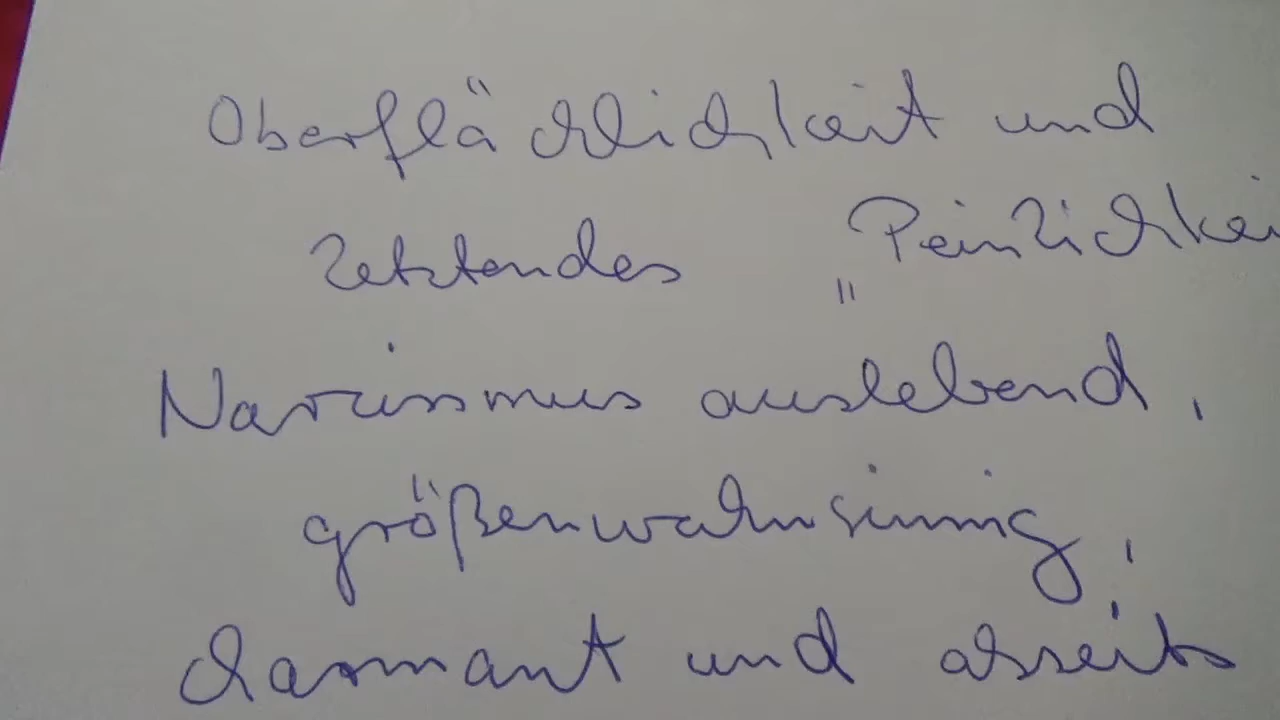 Oberflächlichkeit und
letztendes „Peinlichkei
Narzissmus auslebend,
größenwahnsinnig,
charmant und abseits